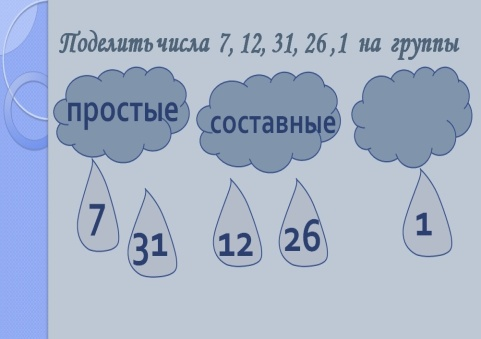 Поделить числа 7, 12, 31, 26 ,1 на группы
простые
составные
7
31
12
26
1